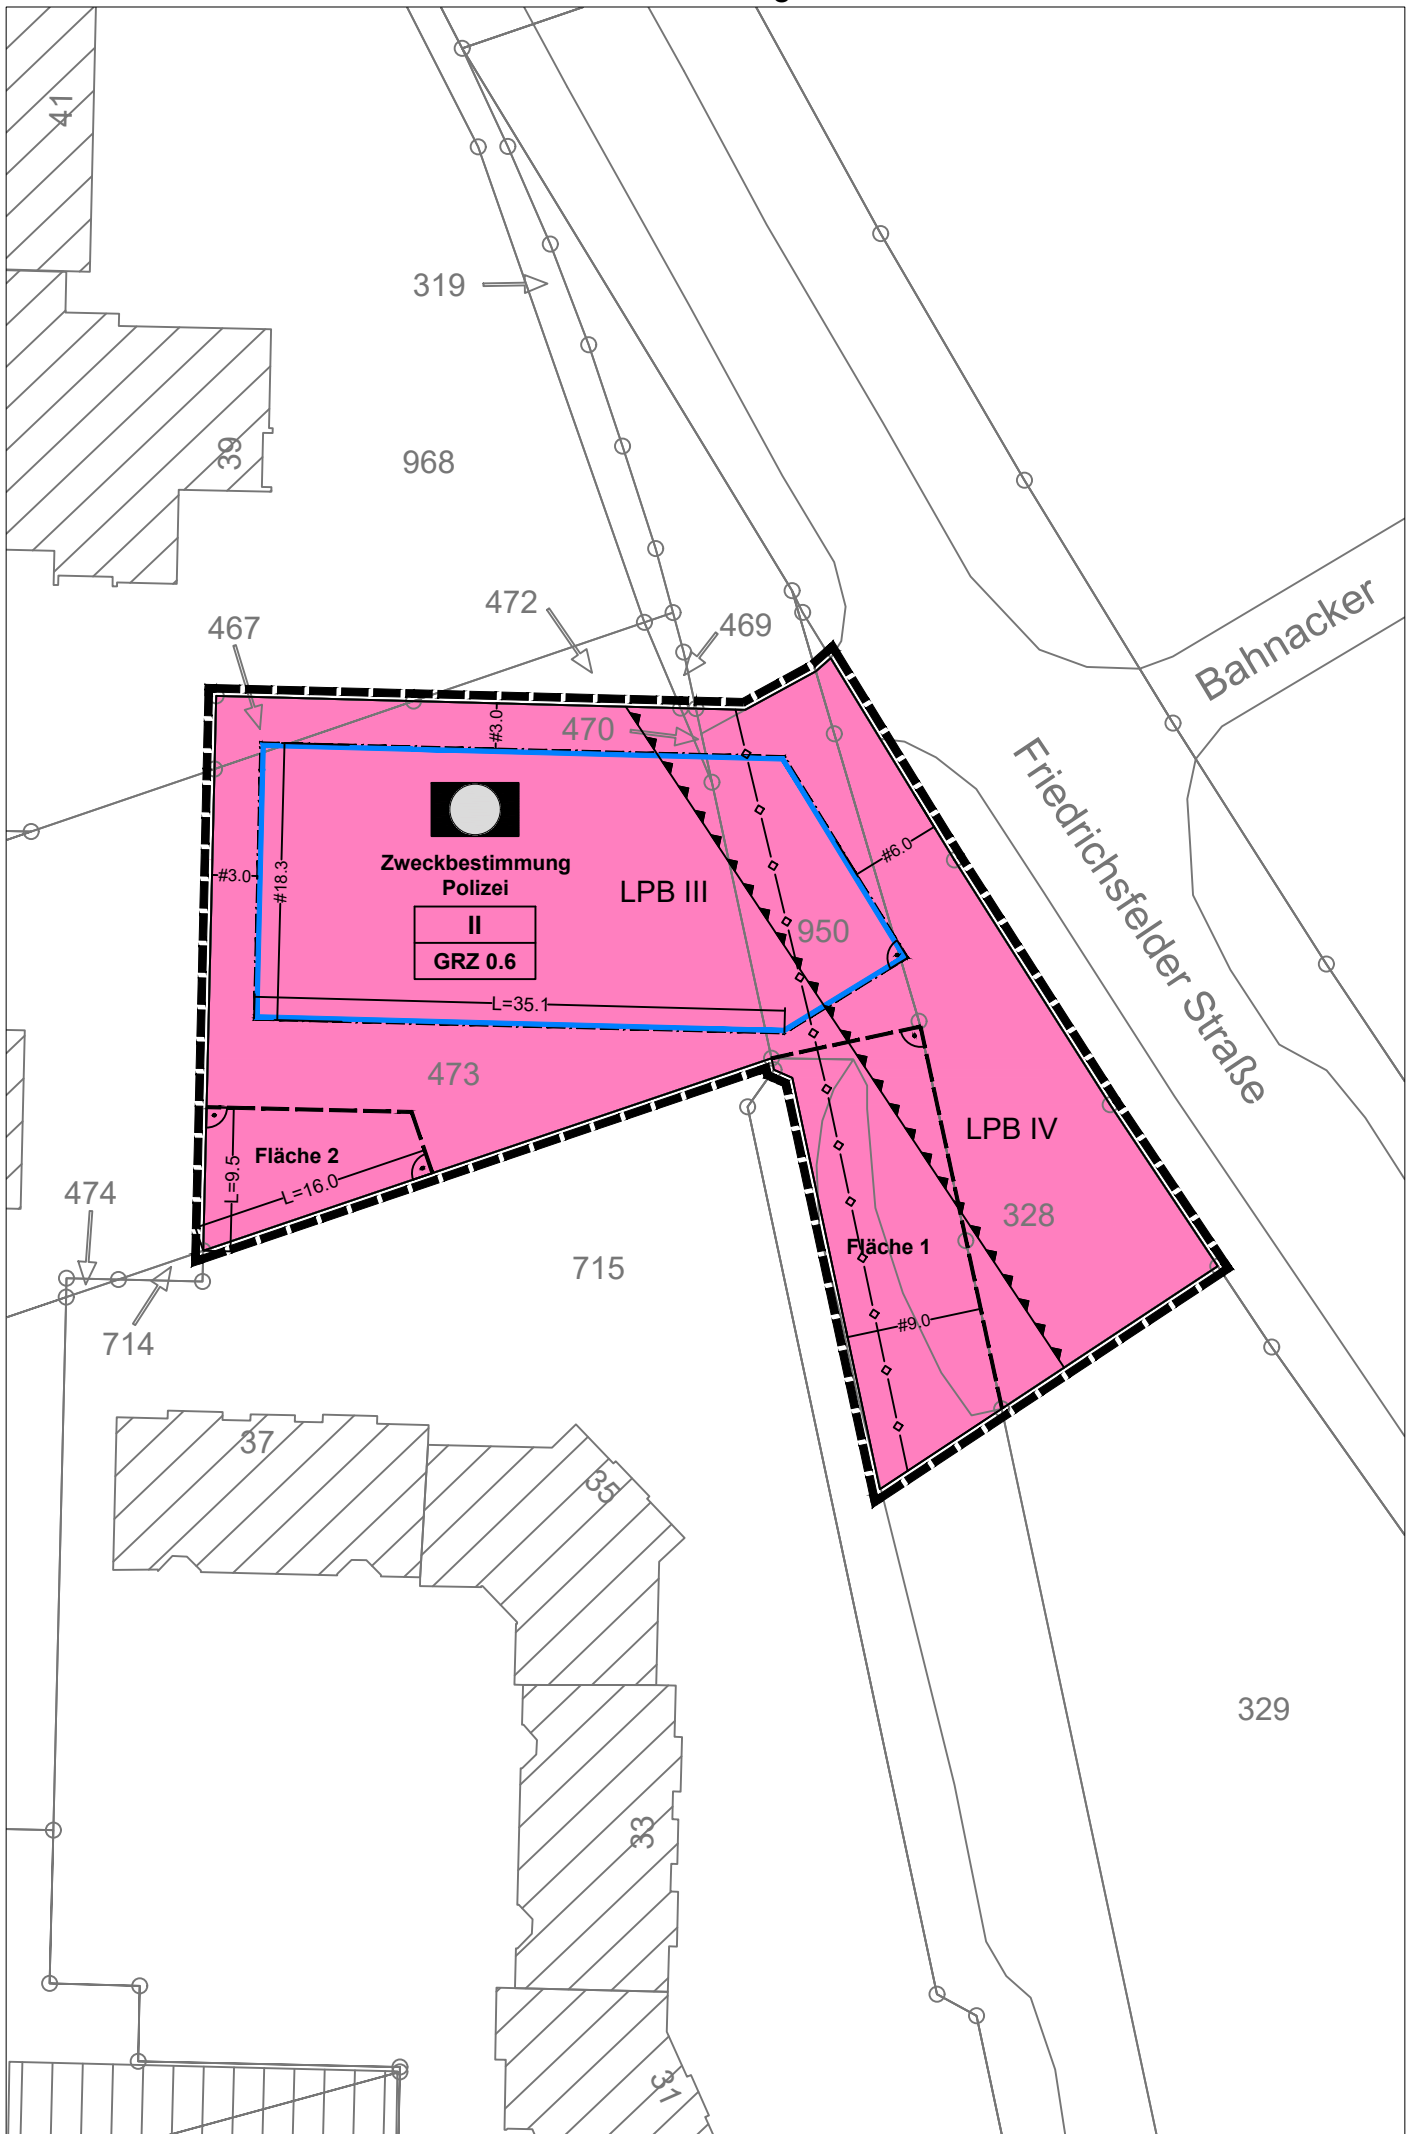 41
319
39
968
472
467
469
Bahnacker
470
#3.0
Friedrichsfelder Straße
#6.0
Zweckbestimmung
Polizei
#3.0
#18.3
LPB III
II
950
GRZ 0.6
L=35.1
473
LPB IV
Fläche 2
L=9.5
L=16.0
474
328
Fläche 1
715
714
#9.0
37
35
329
33
31